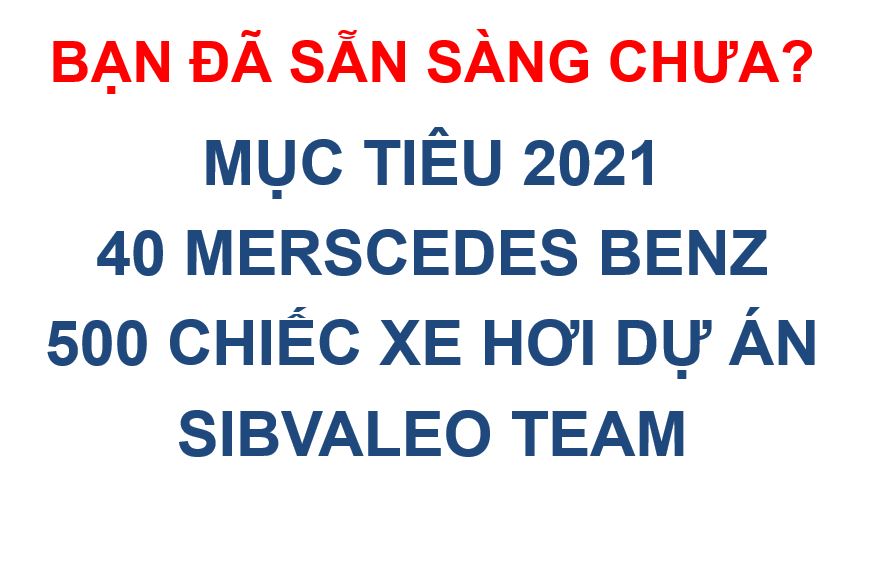 BẠN ĐÃ SẴN SÀNG CHƯA?
MỤC TIÊU 2021
40 MERSCEDES BENZ
500 CHIẾC XE HƠI DỰ ÁN
SIBVALEO TEAM